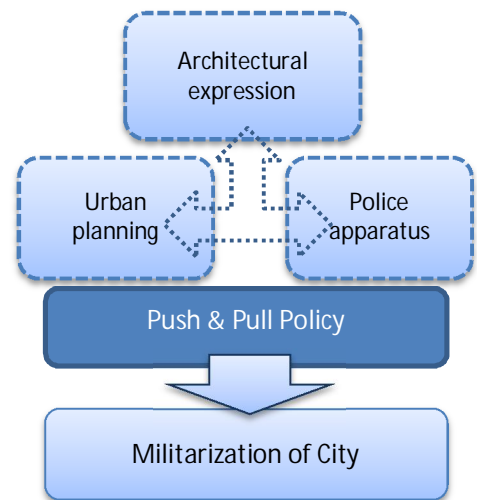 Architectural
expression
Urban
planning
Police
apparatus
Push & Pull Policy
Militarization of City